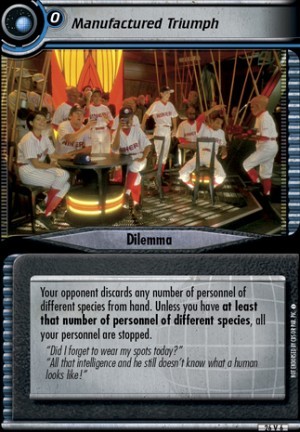 0 Manufactured Triumph
Dilemma
Your opponent discards any number of personnel of
different species from hand. Unless you have at least
that number of personnel of different species, all
your personnel are stopped.
"Did I forget to wear my spots today?"
"All that intelligence and he still doesn't know what a human
looks like!"
24 V 6